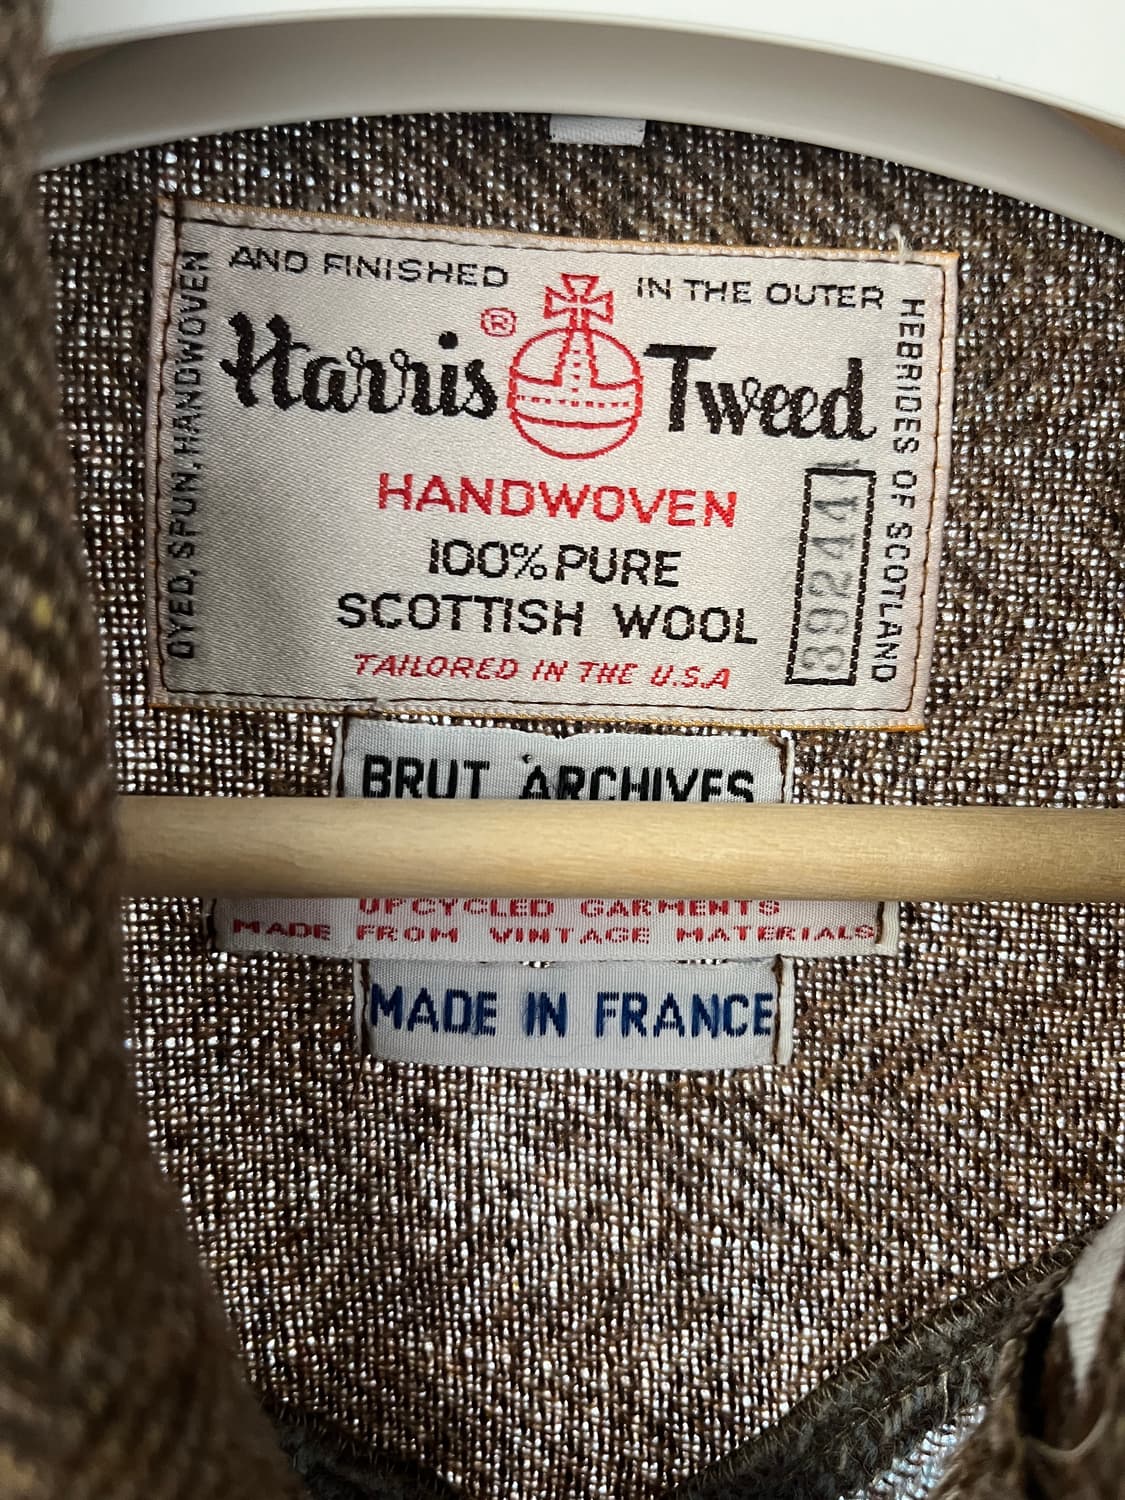 AND FINISHED IN THE OUTER
DYED, SPUN, HANDWOVEN
HEBRIDES OF SCOTLAND
Harris ® Tweed
HANDWOVEN
100% PURE
SCOTTISH WOOL
TAILORED IN THE U.S.A
392441
BRUT ARCHIVES
UPCYCLED GARMENTS
MADE FROM VINTAGE MATERIALS
MADE IN FRANCE